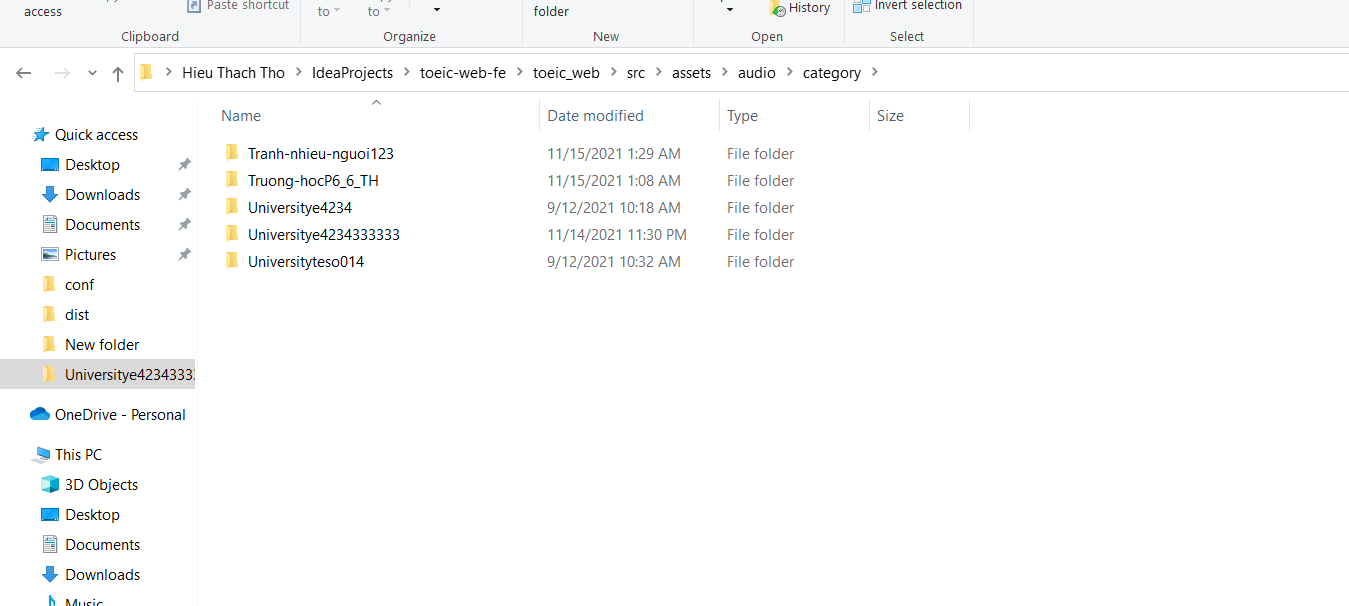 access
Paste shortcut
to
to
folder
History
Invert selection
Clipboard
Organize
New
Open
Select
Hieu Thach Tho
IdeaProjects
toeic-web-fe
toeic_web
src
assets
audio
category
Name
Date modified
Type
Size
Quick access
Desktop
Downloads
Documents
Pictures
conf
dist
New folder
Universitye4234333
OneDrive - Personal
This PC
3D Objects
Desktop
Documents
Downloads
Music
Tranh-nhieu-nguoi123 11/15/2021 1:29 AM File folder
Truong-hocP6_6_TH 11/15/2021 1:08 AM File folder
Universitye4234 9/12/2021 10:18 AM File folder
Universitye4234333333 11/14/2021 11:30 PM File folder
Universityteso014 9/12/2021 10:32 AM File folder